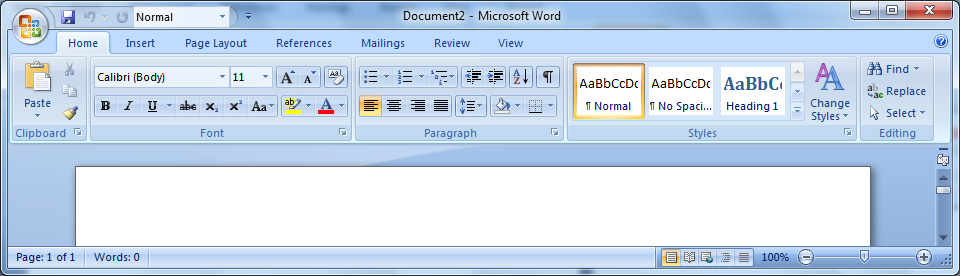 Normal
Document2 - Microsoft Word
Home Insert Page Layout References Mailings Review View
Calibri (Body) 11
Paste
B I U abc x₂ x² Aa
AaBbCcDc AaBbCcDc AaBbC
¶ Normal ¶ No Spaci... Heading 1
Change Styles
Find
Replace
Select
Clipboard Font Paragraph Styles Editing
Page: 1 of 1 Words: 0 100%